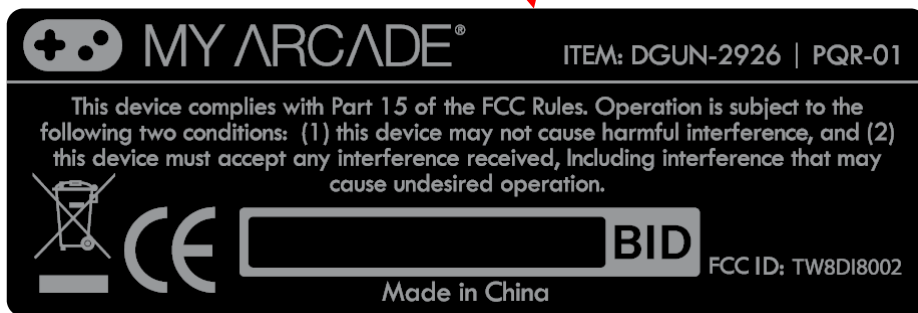 MY ARCADE®
ITEM: DGUN-2926 | PQR-01
This device complies with Part 15 of the FCC Rules. Operation is subject to the
following two conditions: (1) this device may not cause harmful interference, and (2)
this device must accept any interference received, Including interference that may
cause undesired operation.
CE
BID
FCC ID: TW8DI8002
Made in China